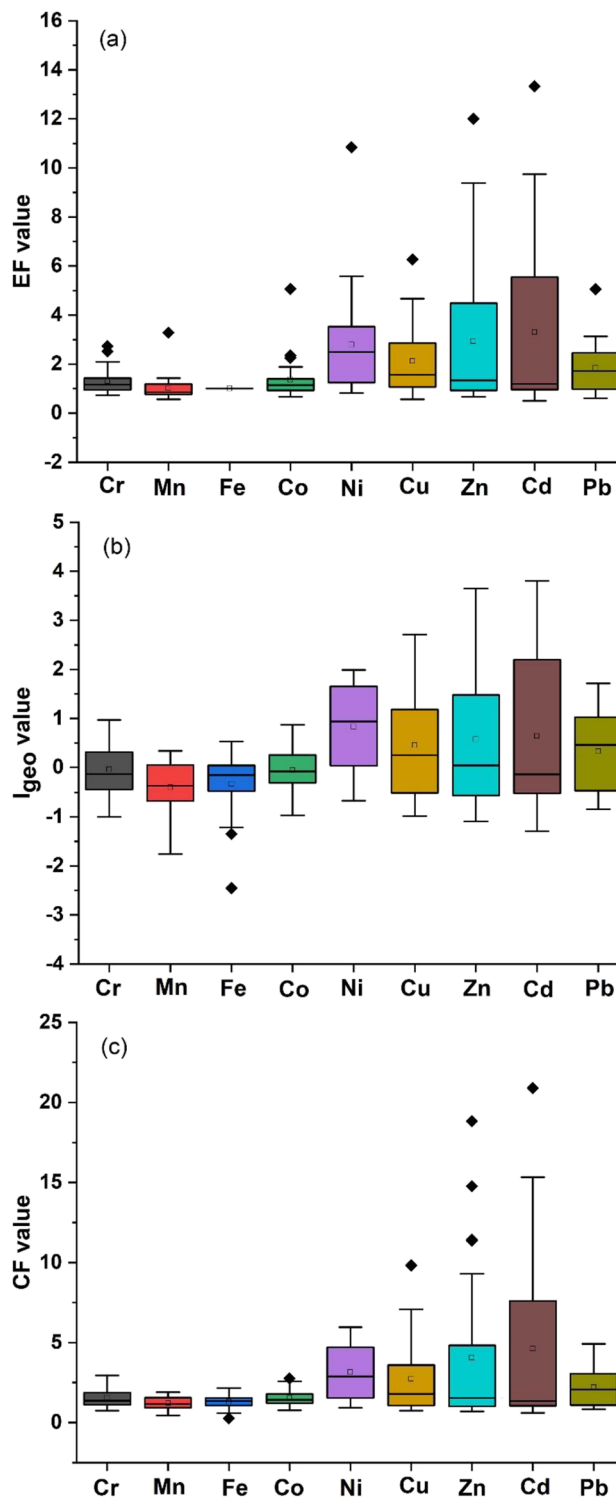 (a)
EF value
16
14
12
10
8
6
4
2
0
-2
Cr Mn Fe Co Ni Cu Zn Cd Pb
(b)
Igeo value
5
4
3
2
1
0
-1
-2
-3
-4
Cr Mn Fe Co Ni Cu Zn Cd Pb
(c)
CF value
25
20
15
10
5
0
Cr Mn Fe Co Ni Cu Zn Cd Pb